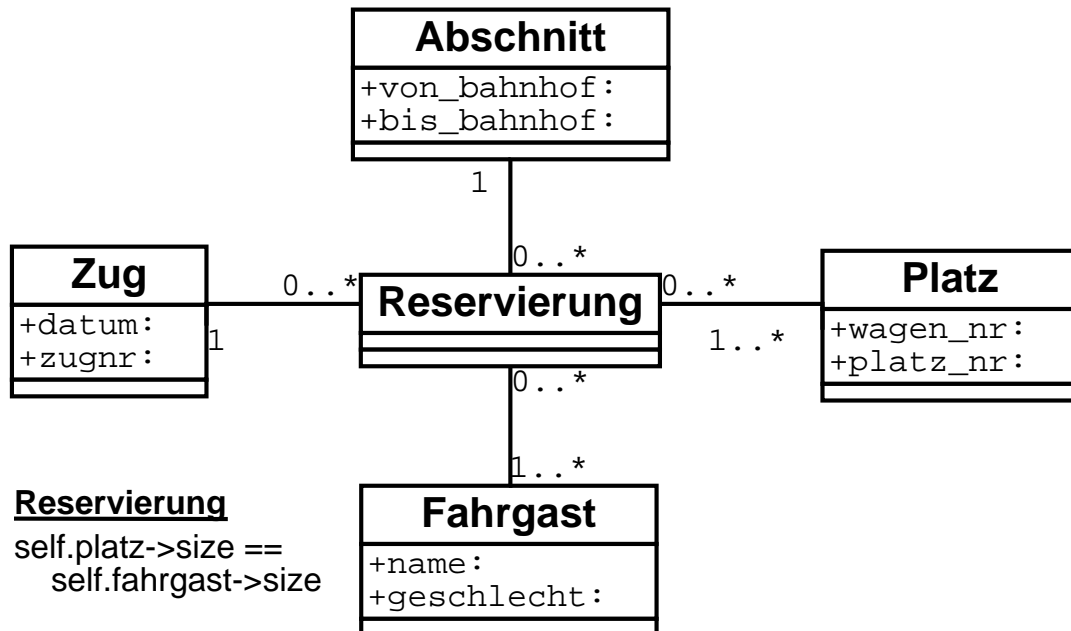 Abschnitt
+von_bahnhof:
+bis_bahnhof:
1
0..*
Zug
+datum:
+zugnr:
1
0..*
Reservierung
0..*
1..*
Platz
+wagen_nr:
+platz_nr:
0..*
1..*
Fahrgast
+name:
+geschlecht:
Reservierung
self.platz->size ==
self.fahrgast->size